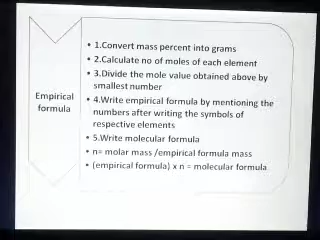 Empirical
formula
• 1.Convert mass percent into grams
• 2.Calculate no of moles of each element
• 3.Divide the mole value obtained above by
smallest number
• 4.Write empirical formula by mentioning the
numbers after writing the symbols of
respective elements
• 5.Write molecular formula
• n= molar mass /empirical formula mass
• (empirical formula) x n = molecular formula